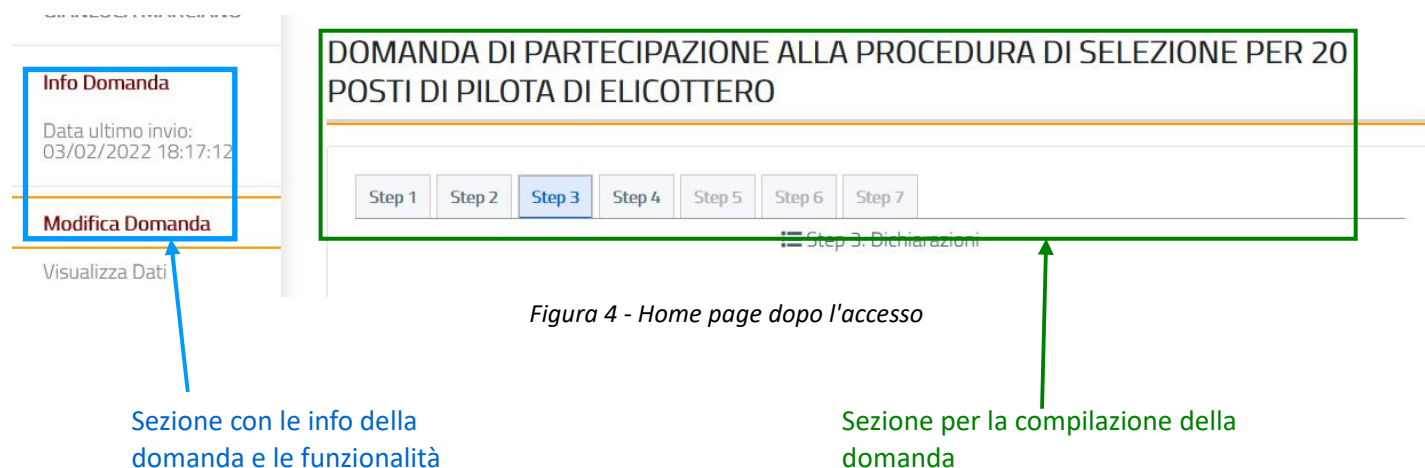 Info Domanda
Data ultimo invio:
03/02/2022 18:17:12
Modifica Domanda
Visualizza Dati
DOMANDA DI PARTECIPAZIONE ALLA PROCEDURA DI SELEZIONE PER 20
POSTI DI PILOTA DI ELICOTTERO
Step 1 Step 2 Step 3 Step 4 Step 5 Step 6 Step 7
Step 3: Dichiarazioni
Figura 4 - Home page dopo l'accesso
Sezione con le info della
domanda e le funzionalità
Sezione per la compilazione della
domanda